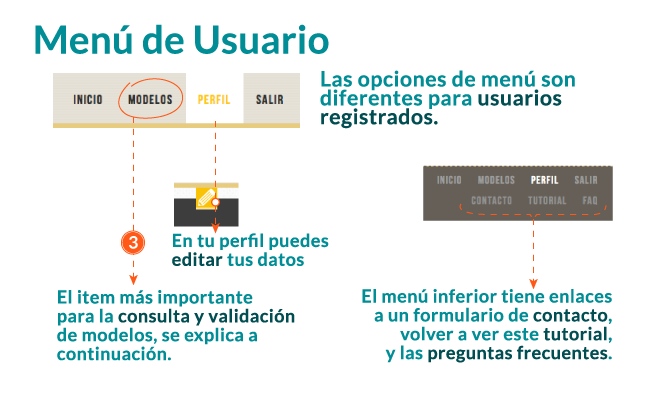 Menú de Usuario
INICIO MODELOS PERFIL SALIR
Las opciones de menú son
diferentes para usuarios
registrados.
INICIO MODELOS PERFIL SALIR
CONTACTO TUTORIAL FAQ
3
En tu perfil puedes
editar tus datos
El item más importante
para la consulta y validación
de modelos, se explica a
continuación.
El menú inferior tiene enlaces
a un formulario de contacto,
volver a ver este tutorial,
y las preguntas frecuentes.